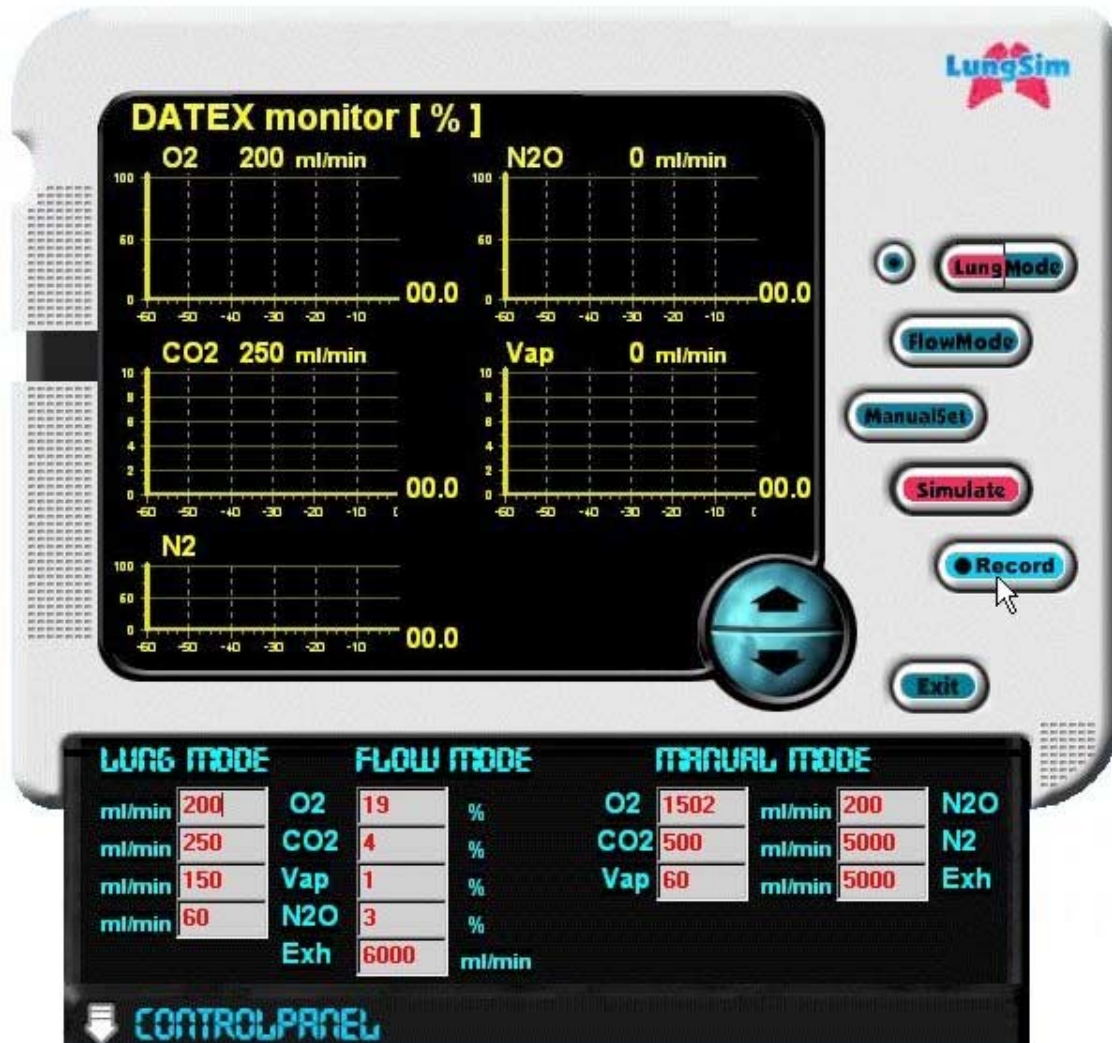 LungSim
DATEX monitor [ % ]
O2 200 ml/min
100
60
0
-60 -50 -40 -30 -20 -10
00.0
N2O 0 ml/min
100
60
0
-60 -50 -40 -30 -20 -10
00.0
CO2 250 ml/min
10
8
6
4
2
0
-60 -50 -40 -30 -20 -10
00.0
Vap 0 ml/min
10
8
6
4
2
0
-60 -50 -40 -30 -20 -10
00.0
N2
100
60
0
-60 -50 -40 -30 -20 -10
00.0
LungMode
FlowMode
ManualSet
Simulate
Record
Exit
LUNG MODE FLOW MODE MANUAL MODE
ml/min 200 O2 19 % O2 1502 ml/min 200 N2O
ml/min 250 CO2 4 % CO2 500 ml/min 5000 N2
ml/min 150 Vap 1 % Vap 60 ml/min 5000 Exh
ml/min 60 N2O 3 %
Exh 6000 ml/min
CONTROLPANEL